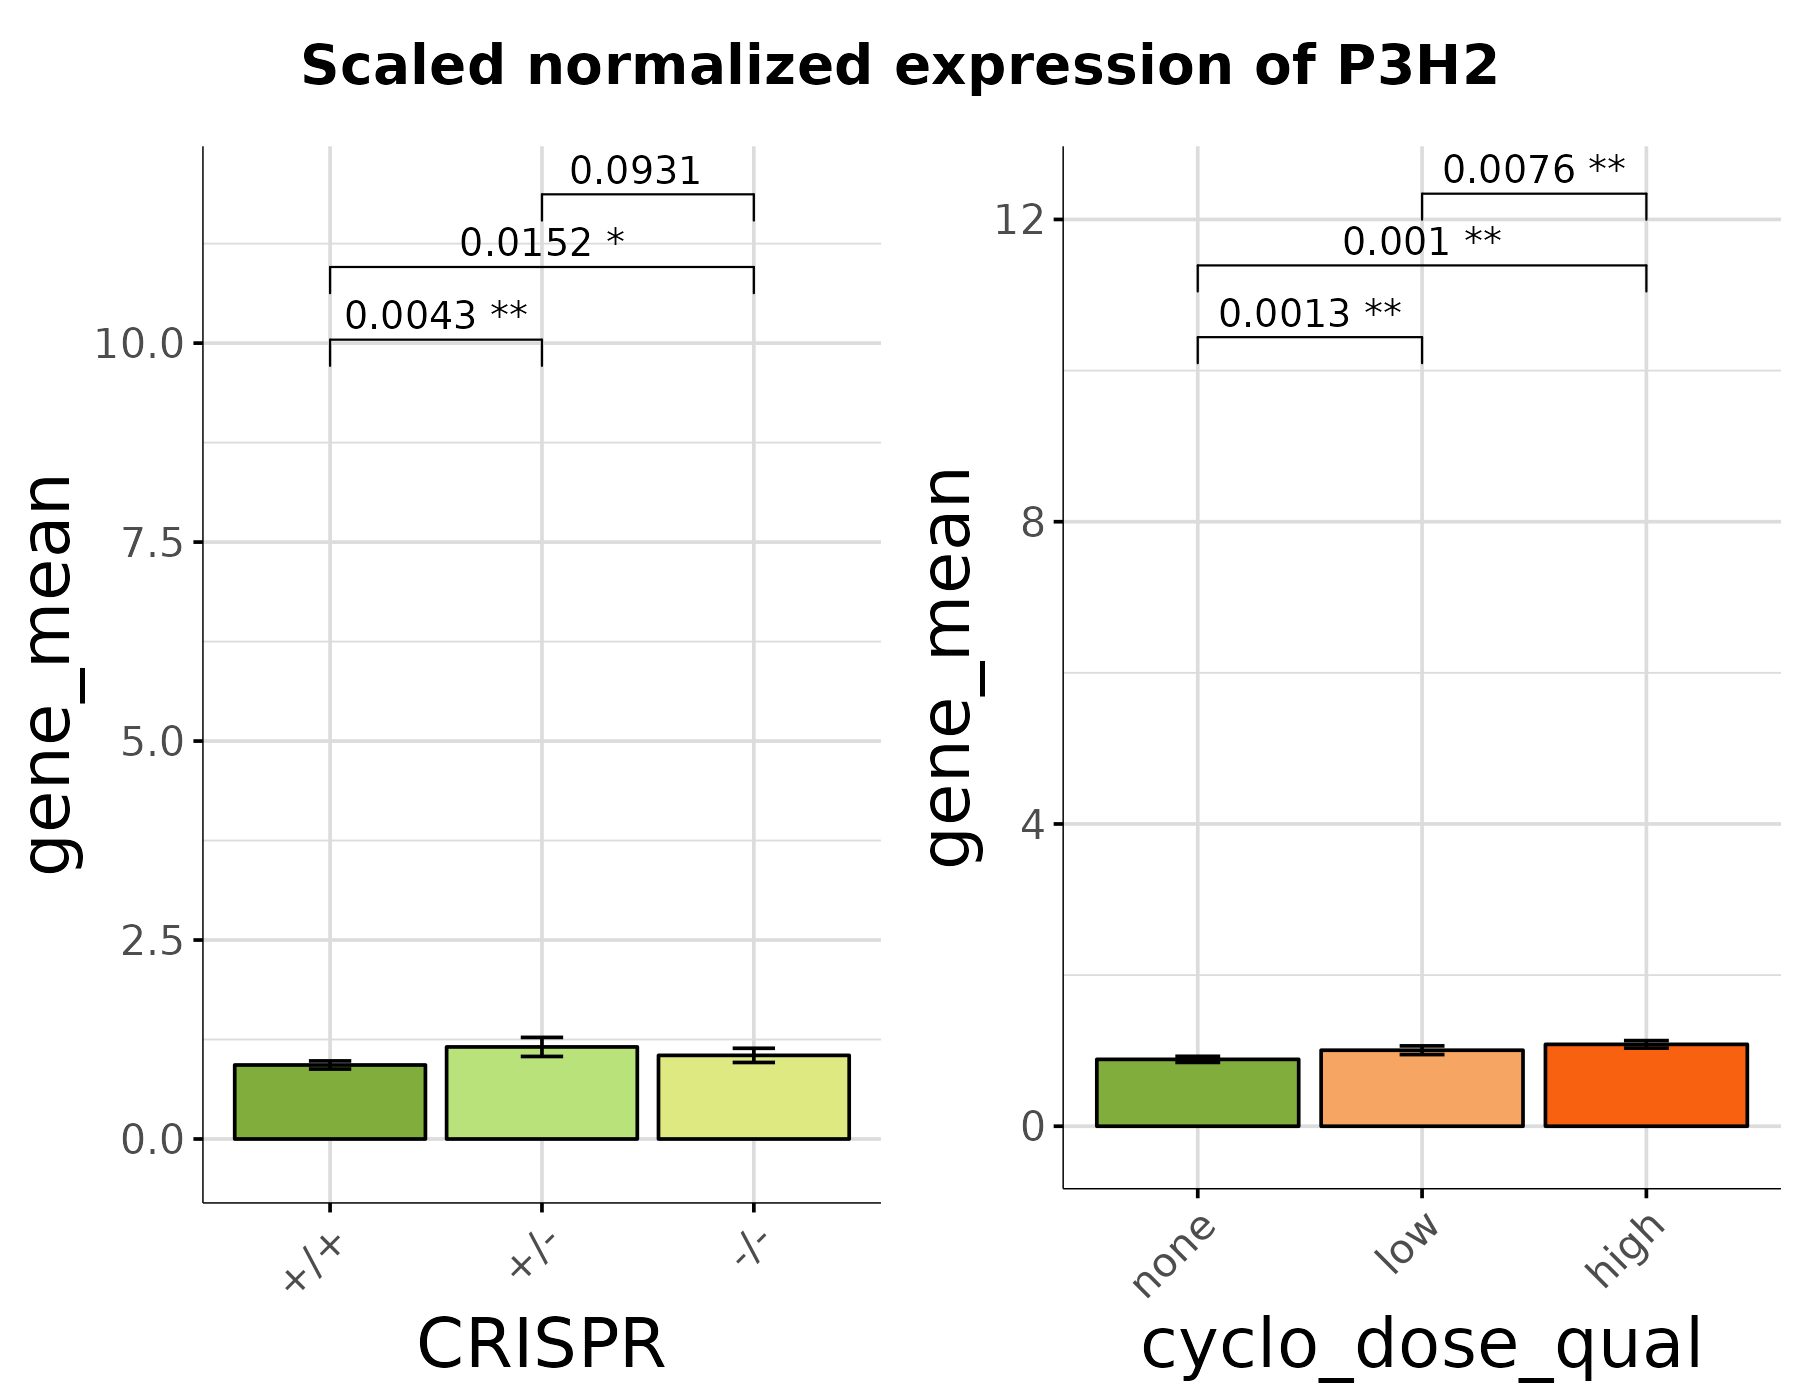 Scaled normalized expression of P3H2
gene_mean
10.0
7.5
5.0
2.5
0.0
0.0931
0.0152 *
0.0043 **
+/+
+/-
-/-
CRISPR
gene_mean
12
8
4
0
0.0076 **
0.001 **
0.0013 **
none
low
high
cyclo_dose_qual